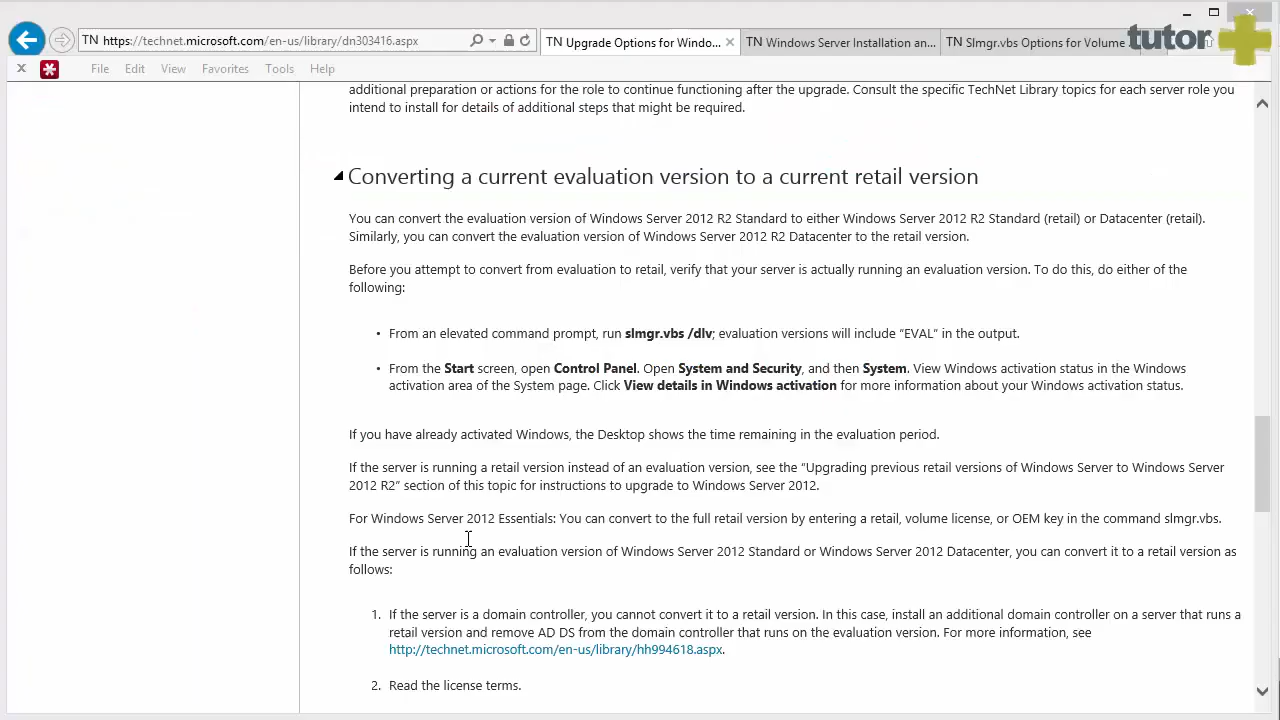 TN https://technet.microsoft.com/en-us/library/dn303416.aspx
TN Upgrade Options for Windo...
TN Windows Server Installation an...
TN Slmgr.vbs Options for Volume
tutor
X File Edit View Favorites Tools Help
additional preparation or actions for the role to continue functioning after the upgrade. Consult the specific TechNet Library topics for each server role you
intend to install for details of additional steps that might be required.
Converting a current evaluation version to a current retail version
You can convert the evaluation version of Windows Server 2012 R2 Standard to either Windows Server 2012 R2 Standard (retail) or Datacenter (retail).
Similarly, you can convert the evaluation version of Windows Server 2012 R2 Datacenter to the retail version.
Before you attempt to convert from evaluation to retail, verify that your server is actually running an evaluation version. To do this, do either of the
following:
• From an elevated command prompt, run slmgr.vbs /dlv; evaluation versions will include “EVAL” in the output.
• From the Start screen, open Control Panel. Open System and Security, and then System. View Windows activation status in the Windows
activation area of the System page. Click View details in Windows activation for more information about your Windows activation status.
If you have already activated Windows, the Desktop shows the time remaining in the evaluation period.
If the server is running a retail version instead of an evaluation version, see the “Upgrading previous retail versions of Windows Server to Windows Server
2012 R2” section of this topic for instructions to upgrade to Windows Server 2012.
For Windows Server 2012 Essentials: You can convert to the full retail version by entering a retail, volume license, or OEM key in the command slmgr.vbs.
If the server is running an evaluation version of Windows Server 2012 Standard or Windows Server 2012 Datacenter, you can convert it to a retail version as
follows:
1. If the server is a domain controller, you cannot convert it to a retail version. In this case, install an additional domain controller on a server that runs a
retail version and remove AD DS from the domain controller that runs on the evaluation version. For more information, see
http://technet.microsoft.com/en-us/library/hh994618.aspx.
2. Read the license terms.